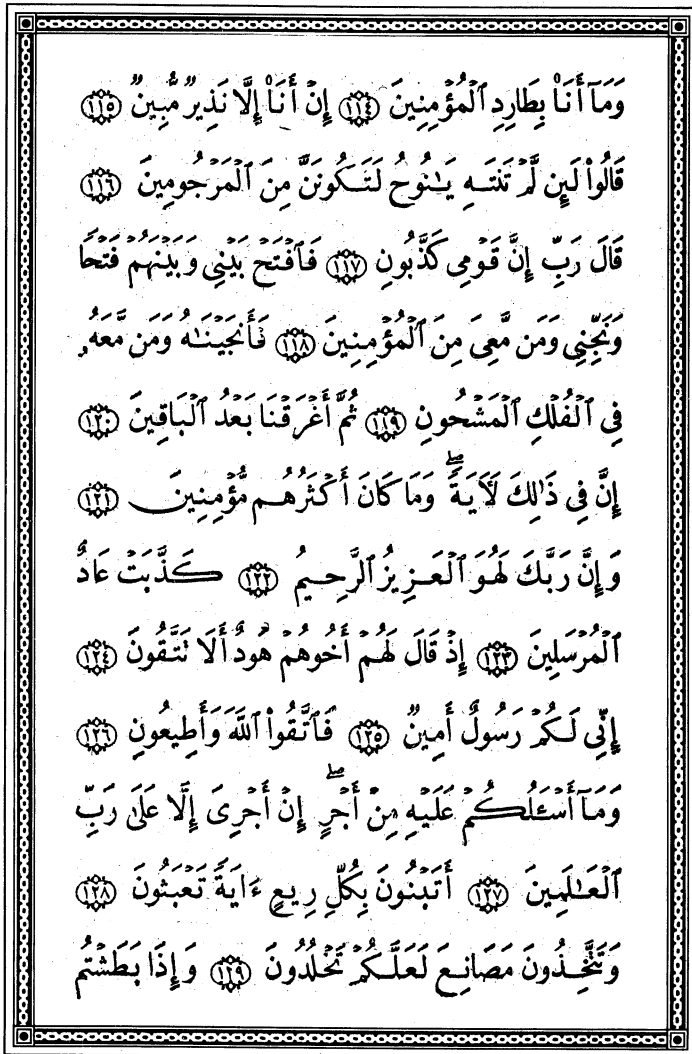 وَمَآ أَنَا۠ بِطَارِدِ ٱلْمُؤْمِنِينَ ١١٤ إِنْ أَنَا۠ إِلَّا نَذِيرٌ مُّبِينٌ ١١٥
قَالُوا۟ لَئِن لَّمْ تَنتَهِ يَـٰنُوحُ لَتَكُونَنَّ مِنَ ٱلْمَرْجُومِينَ ١١٦
قَالَ رَبِّ إِنَّ قَوْمِى كَذَّبُونِ ١١٧ فَٱفْتَحْ بَيْنِى وَبَيْنَهُمْ فَتْحًا
وَنَجِّنِى وَمَن مَّعِىَ مِنَ ٱلْمُؤْمِنِينَ ١١٨ فَأَنجَيْنَـٰهُ وَمَن مَّعَهُۥ
فِى ٱلْفُلْكِ ٱلْمَشْحُونِ ١١٩ ثُمَّ أَغْرَقْنَا بَعْدُ ٱلْبَاقِينَ ١٢٠
إِنَّ فِى ذَٰلِكَ لَـَٔايَةً ۖ وَمَا كَانَ أَكْثَرُهُم مُّؤْمِنِينَ ١٢١
وَإِنَّ رَبَّكَ لَهُوَ ٱلْعَزِيزُ ٱلرَّحِيمُ ١٢٢ كَذَّبَتْ عَادٌ
ٱلْمُرْسَلِينَ ١٢٣ إِذْ قَالَ لَهُمْ أَخُوهُمْ هُودٌ أَلَا تَتَّقُونَ ١٢٤
إِنِّى لَكُمْ رَسُولٌ أَمِينٌ ١٢٥ فَٱتَّقُوا۟ ٱللَّهَ وَأَطِيعُونِ ١٢٦
وَمَآ أَسْـَٔلُكُمْ عَلَيْهِ مِنْ أَجْرٍ ۖ إِنْ أَجْرِىَ إِلَّا عَلَىٰ رَبِّ
ٱلْعَـٰلَمِينَ ١٢٧ أَتَبْنُونَ بِكُلِّ رِيعٍ ءَايَةً تَعْبَثُونَ ١٢٨
وَتَتَّخِذُونَ مَصَانِعَ لَعَلَّكُمْ تَخْلُدُونَ ١٢٩ وَإِذَا بَطَشْتُم